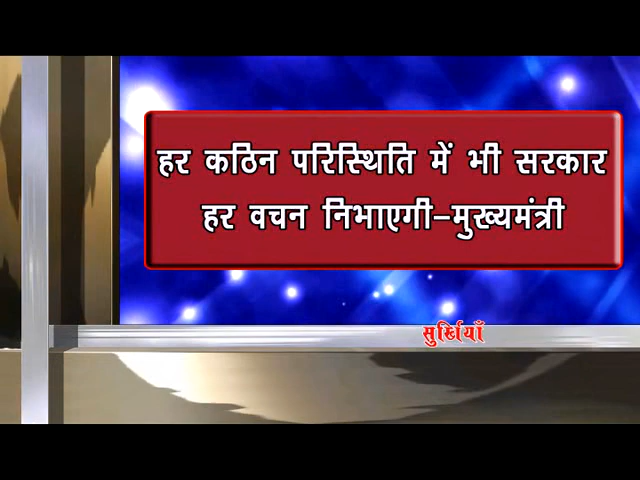 हर कठिन परिस्थिति में भी सरकार
हर वचन निभाएगी-मुख्यमंत्री
सुर्खियाँ